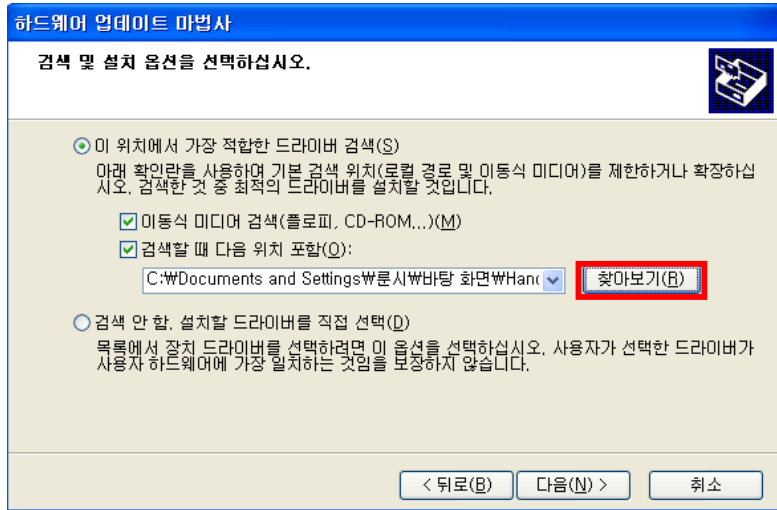 하드웨어 업데이트 마법사
검색 및 설치 옵션을 선택하십시오.
이 위치에서 가장 적합한 드라이버 검색(S)
아래 확인란을 사용하여 기본 검색 위치(로컬 경로 및 이동식 미디어)를 제한하거나 확장하십
시오. 검색한 것 중 최적의 드라이버를 설치할 것입니다.
이동식 미디어 검색(플로피, CD-ROM...)(M)
검색할 때 다음 위치 포함(O):
C:₩Documents and Settings₩룬시₩바탕 화면₩Hand 찾아보기(R)
검색 안 함. 설치할 드라이버를 직접 선택(D)
목록에서 장치 드라이버를 선택하려면 이 옵션을 선택하십시오. 사용자가 선택한 드라이버가
사용자 하드웨어에 가장 일치하는 것임을 보장하지 않습니다.
< 뒤로(B) 다음(N) > 취소